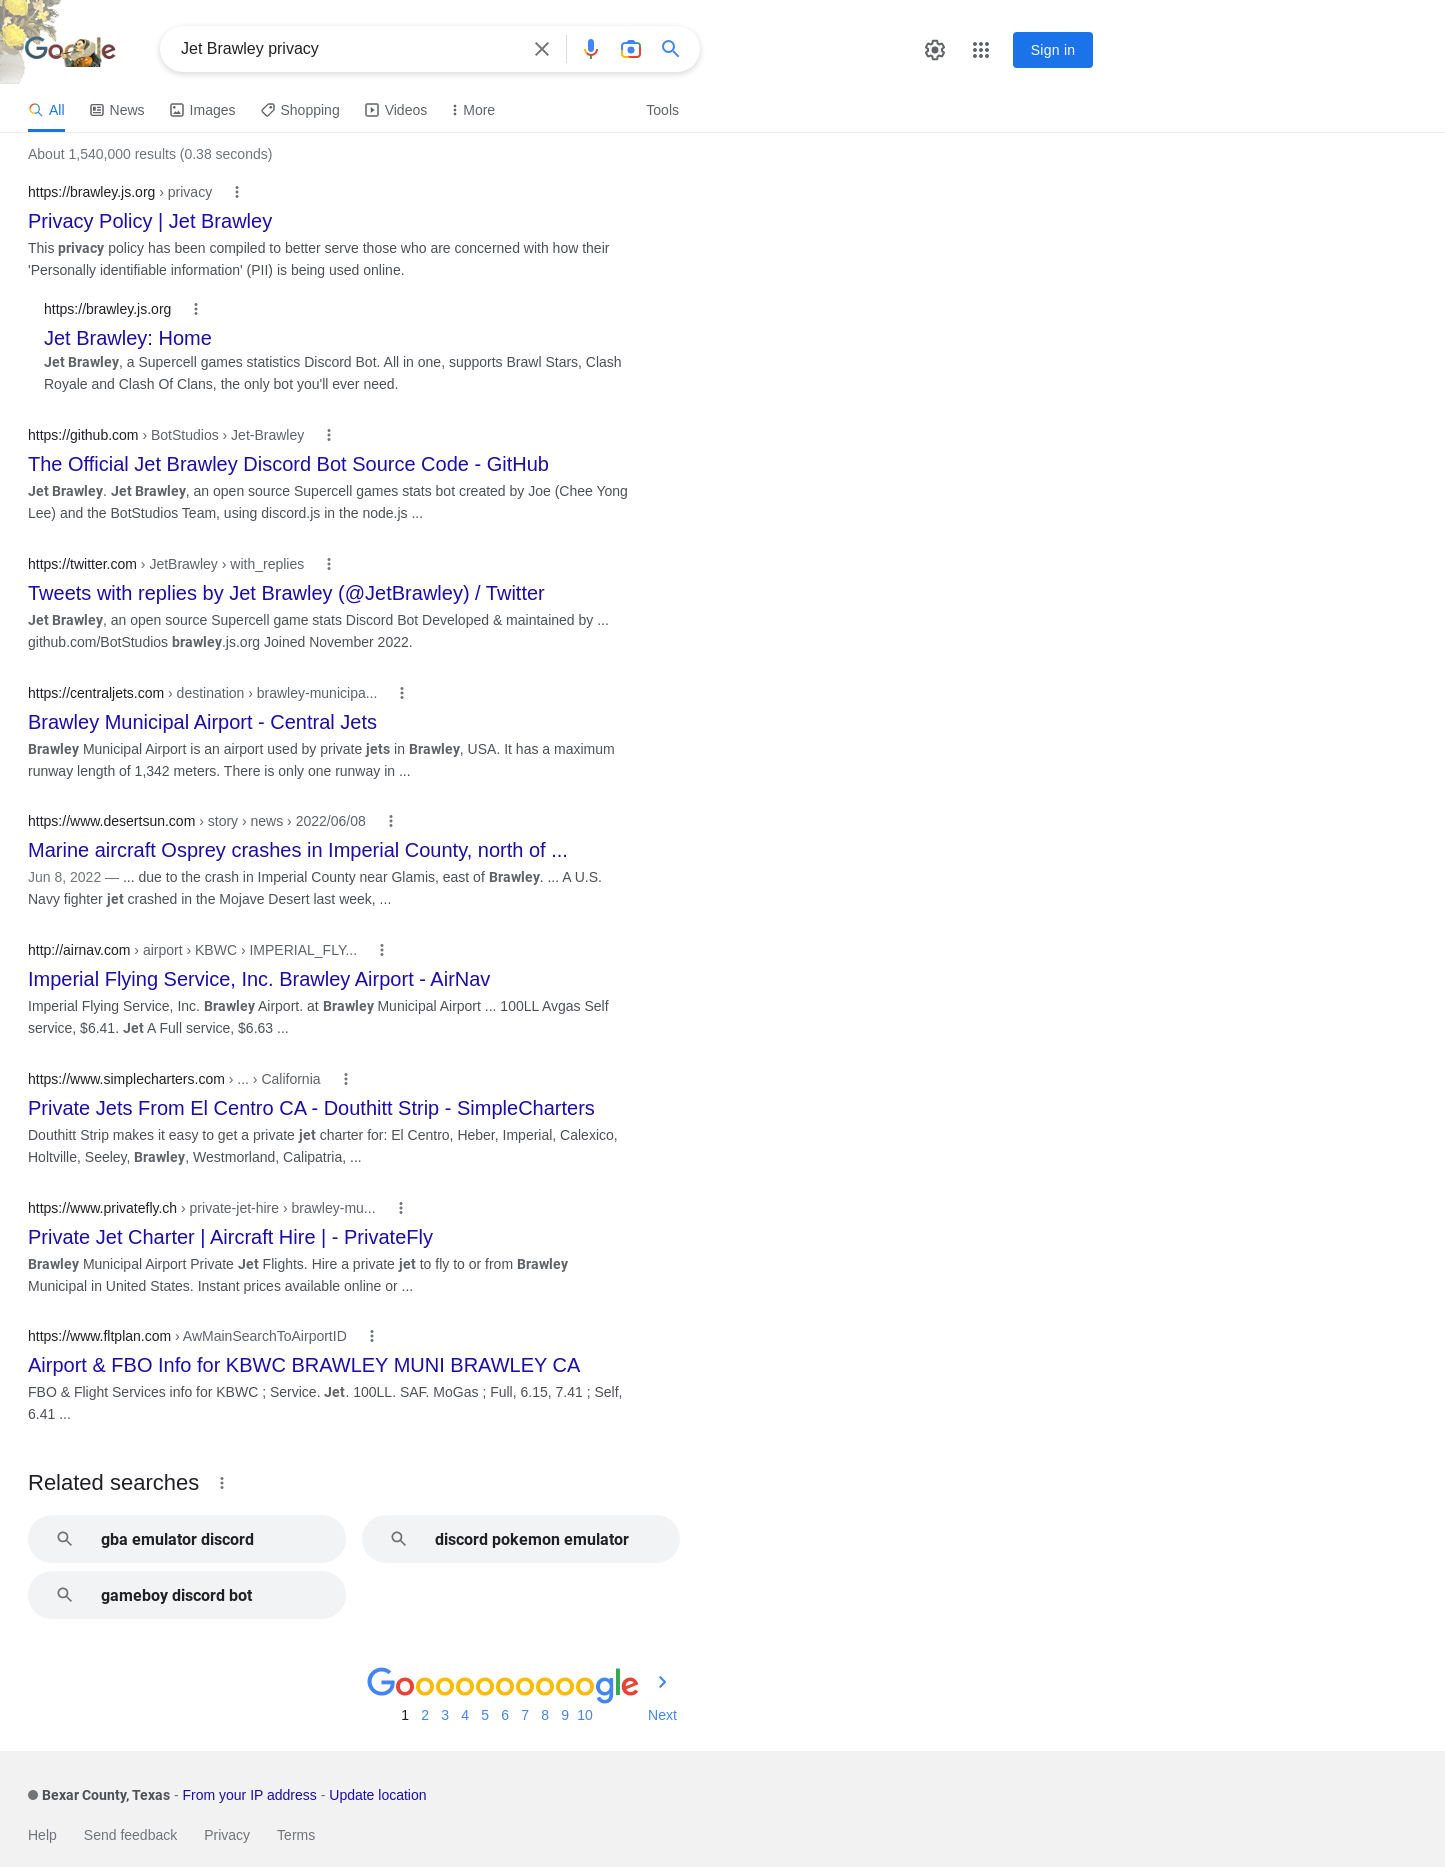 Google
Jet Brawley privacy
Sign in
All
News
Images
Shopping
Videos
More
Tools
About 1,540,000 results (0.38 seconds)
https://brawley.js.org › privacy
Privacy Policy | Jet Brawley
This privacy policy has been compiled to better serve those who are concerned with how their
'Personally identifiable information' (PII) is being used online.
https://brawley.js.org
Jet Brawley: Home
Jet Brawley, a Supercell games statistics Discord Bot. All in one, supports Brawl Stars, Clash
Royale and Clash Of Clans, the only bot you'll ever need.
https://github.com › BotStudios › Jet-Brawley
The Official Jet Brawley Discord Bot Source Code - GitHub
Jet Brawley. Jet Brawley, an open source Supercell games stats bot created by Joe (Chee Yong
Lee) and the BotStudios Team, using discord.js in the node.js ...
https://twitter.com › JetBrawley › with_replies
Tweets with replies by Jet Brawley (@JetBrawley) / Twitter
Jet Brawley, an open source Supercell game stats Discord Bot Developed & maintained by ...
github.com/BotStudios brawley.js.org Joined November 2022.
https://centraljets.com › destination › brawley-municipa...
Brawley Municipal Airport - Central Jets
Brawley Municipal Airport is an airport used by private jets in Brawley, USA. It has a maximum
runway length of 1,342 meters. There is only one runway in ...
https://www.desertsun.com › story › news › 2022/06/08
Marine aircraft Osprey crashes in Imperial County, north of ...
Jun 8, 2022 — ... due to the crash in Imperial County near Glamis, east of Brawley. ... A U.S.
Navy fighter jet crashed in the Mojave Desert last week, ...
http://airnav.com › airport › KBWC › IMPERIAL_FLY...
Imperial Flying Service, Inc. Brawley Airport - AirNav
Imperial Flying Service, Inc. Brawley Airport. at Brawley Municipal Airport ... 100LL Avgas Self
service, $6.41. Jet A Full service, $6.63 ...
https://www.simplecharters.com › ... › California
Private Jets From El Centro CA - Douthitt Strip - SimpleCharters
Douthitt Strip makes it easy to get a private jet charter for: El Centro, Heber, Imperial, Calexico,
Holtville, Seeley, Brawley, Westmorland, Calipatria, ...
https://www.privatefly.ch › private-jet-hire › brawley-mu...
Private Jet Charter | Aircraft Hire | - PrivateFly
Brawley Municipal Airport Private Jet Flights. Hire a private jet to fly to or from Brawley
Municipal in United States. Instant prices available online or ...
https://www.fltplan.com › AwMainSearchToAirportID
Airport & FBO Info for KBWC BRAWLEY MUNI BRAWLEY CA
FBO & Flight Services info for KBWC ; Service. Jet. 100LL. SAF. MoGas ; Full, 6.15, 7.41 ; Self,
6.41 ...
Related searches
gba emulator discord
discord pokemon emulator
gameboy discord bot
Goooooooooogle
1 2 3 4 5 6 7 8 9 10 Next
Bexar County, Texas - From your IP address - Update location
Help Send feedback Privacy Terms